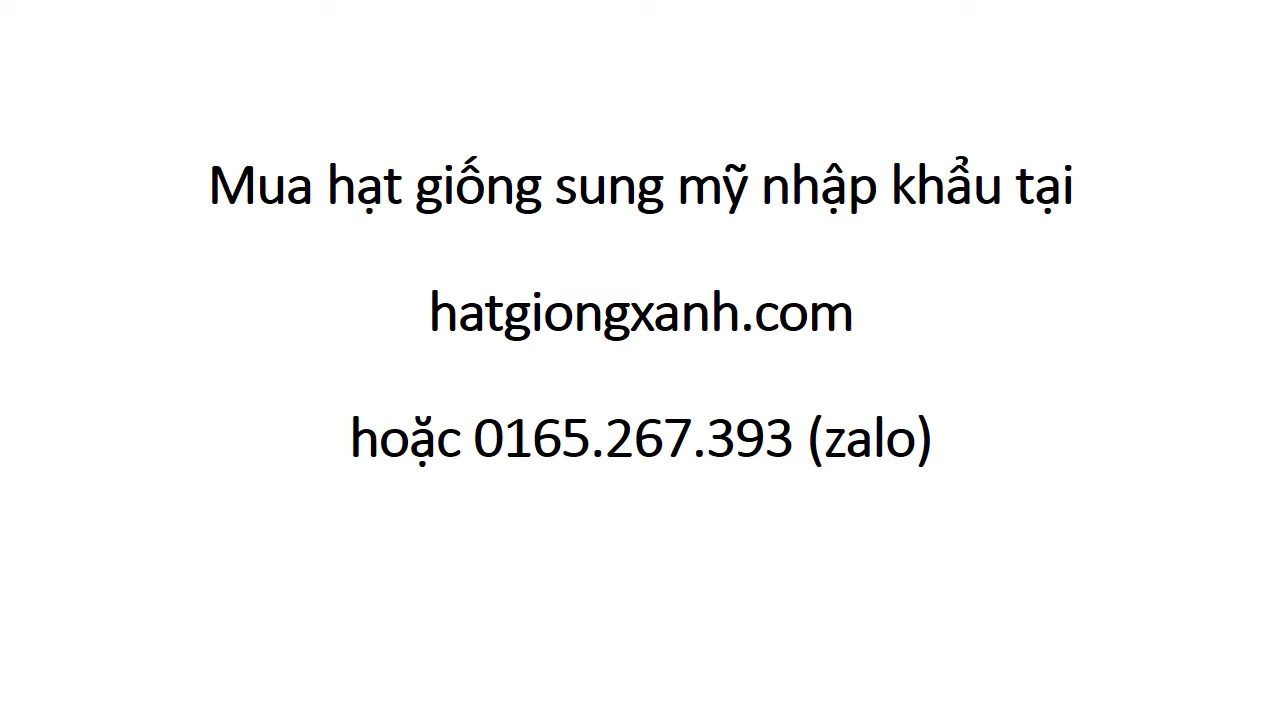 Mua hạt giống sung mỹ nhập khẩu tại
hatgiongxanh.com
hoặc 0165.267.393 (zalo)